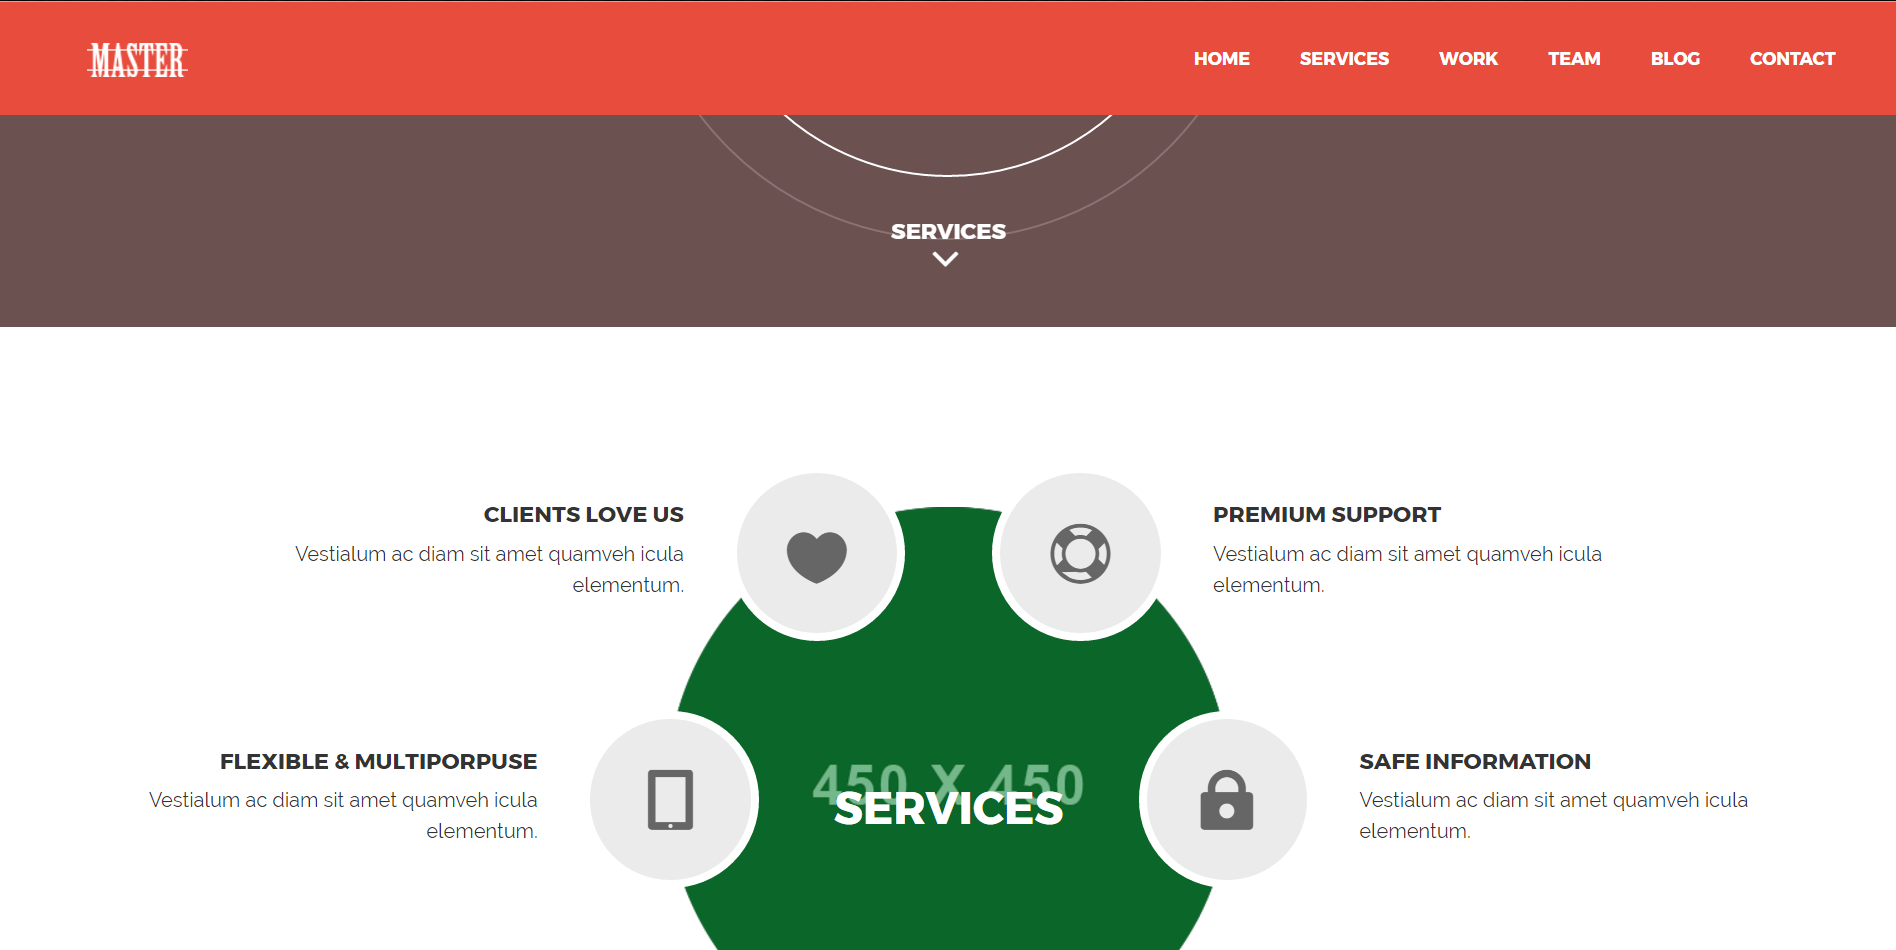 MASTER
HOME SERVICES WORK TEAM BLOG CONTACT
SERVICES
CLIENTS LOVE US
Vestialum ac diam sit amet quamveh icula
elementum.
PREMIUM SUPPORT
Vestialum ac diam sit amet quamveh icula
elementum.
FLEXIBLE & MULTIPORPUSE
Vestialum ac diam sit amet quamveh icula
elementum.
450 X 450
SERVICES
SAFE INFORMATION
Vestialum ac diam sit amet quamveh icula
elementum.